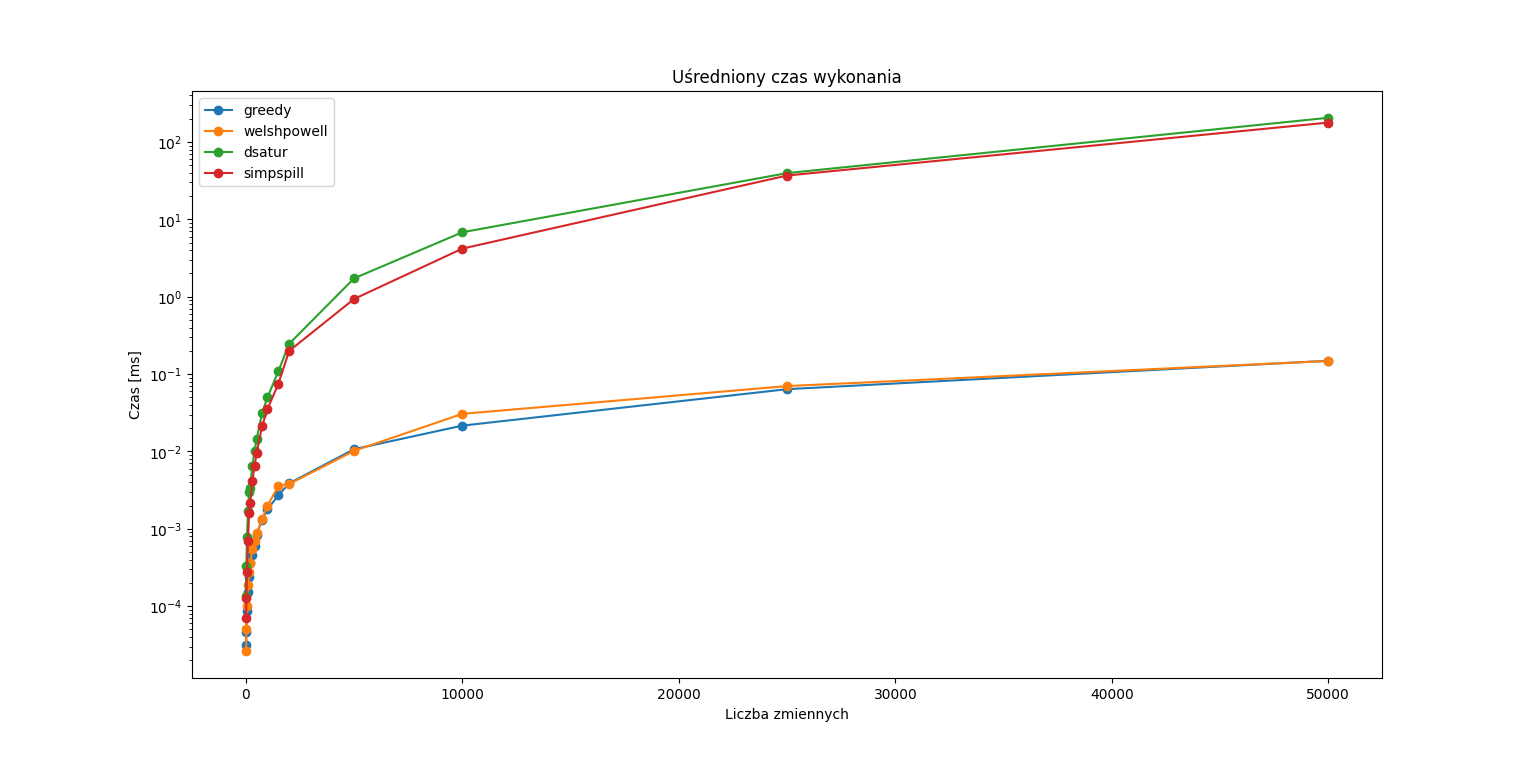 Uśredniony czas wykonania
greedy
welshpowell
dsatur
simpspill
Czas [ms]
10²
10¹
10⁰
10⁻¹
10⁻²
10⁻³
10⁻⁴
0 10000 20000 30000 40000 50000
Liczba zmiennych